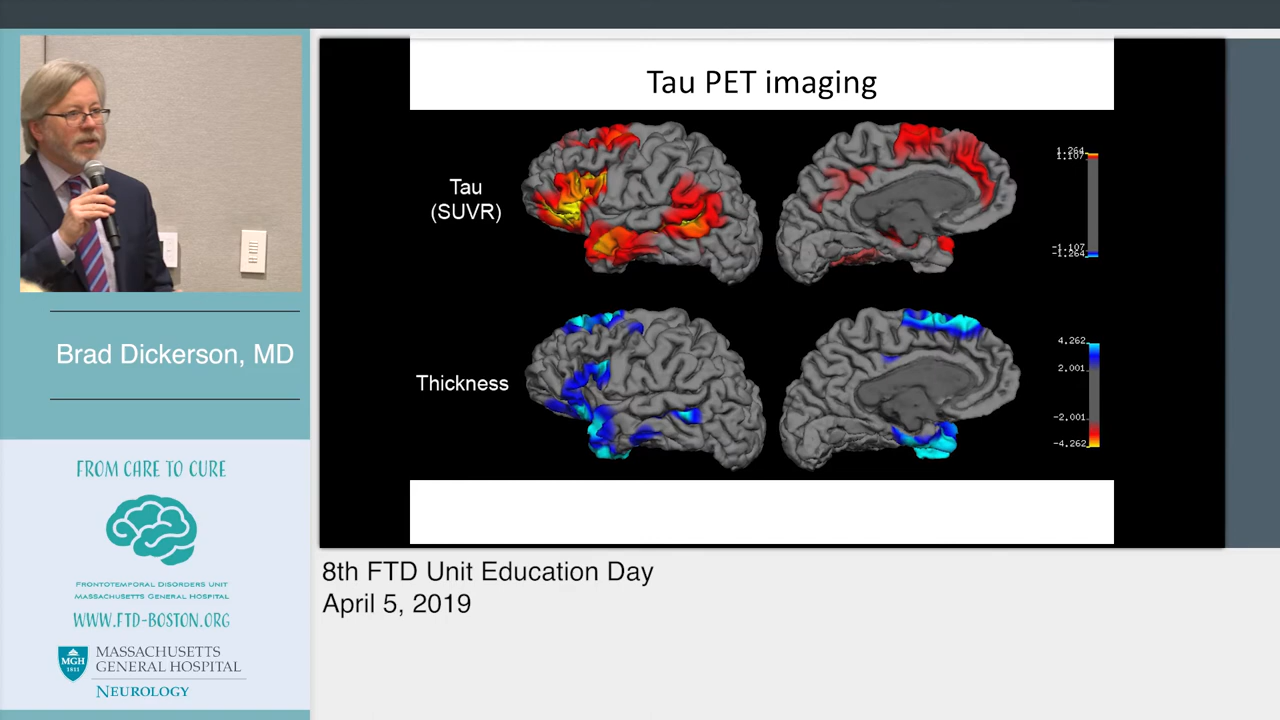 Brad Dickerson, MD
FROM CARE TO CURE
FRONTOTEMPORAL DISORDERS UNIT
MASSACHUSETTS GENERAL HOSPITAL
WWW.FTD-BOSTON.ORG
MGH
1811
MASSACHUSETTS
GENERAL HOSPITAL
NEUROLOGY
Tau PET imaging
Tau
(SUVR)
1.264
1.107
-1.107
-1.264
Thickness
4.262
2.001
-2.001
-4.262
8th FTD Unit Education Day
April 5, 2019